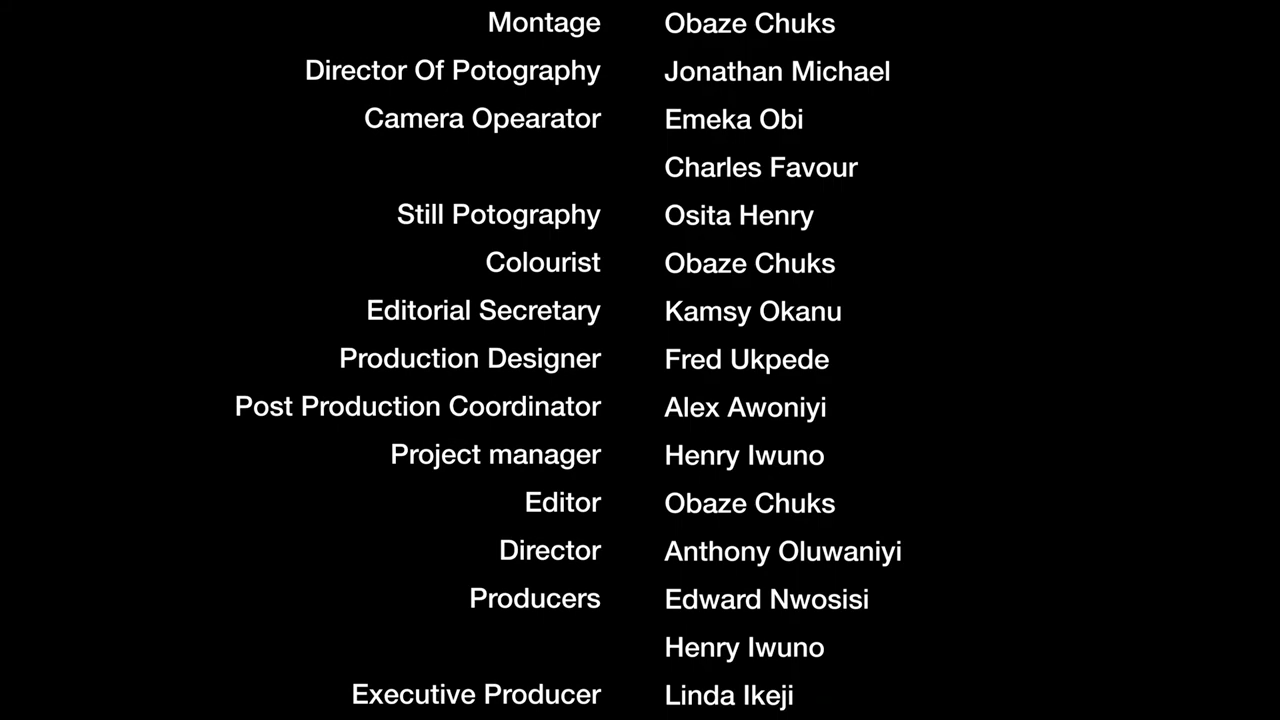 Montage Obaze Chuks
Director Of Potography Jonathan Michael
Camera Opearator Emeka Obi
Charles Favour
Still Potography Osita Henry
Colourist Obaze Chuks
Editorial Secretary Kamsy Okanu
Production Designer Fred Ukpede
Post Production Coordinator Alex Awoniyi
Project manager Henry Iwuno
Editor Obaze Chuks
Director Anthony Oluwaniyi
Producers Edward Nwosisi
Henry Iwuno
Executive Producer Linda Ikeji